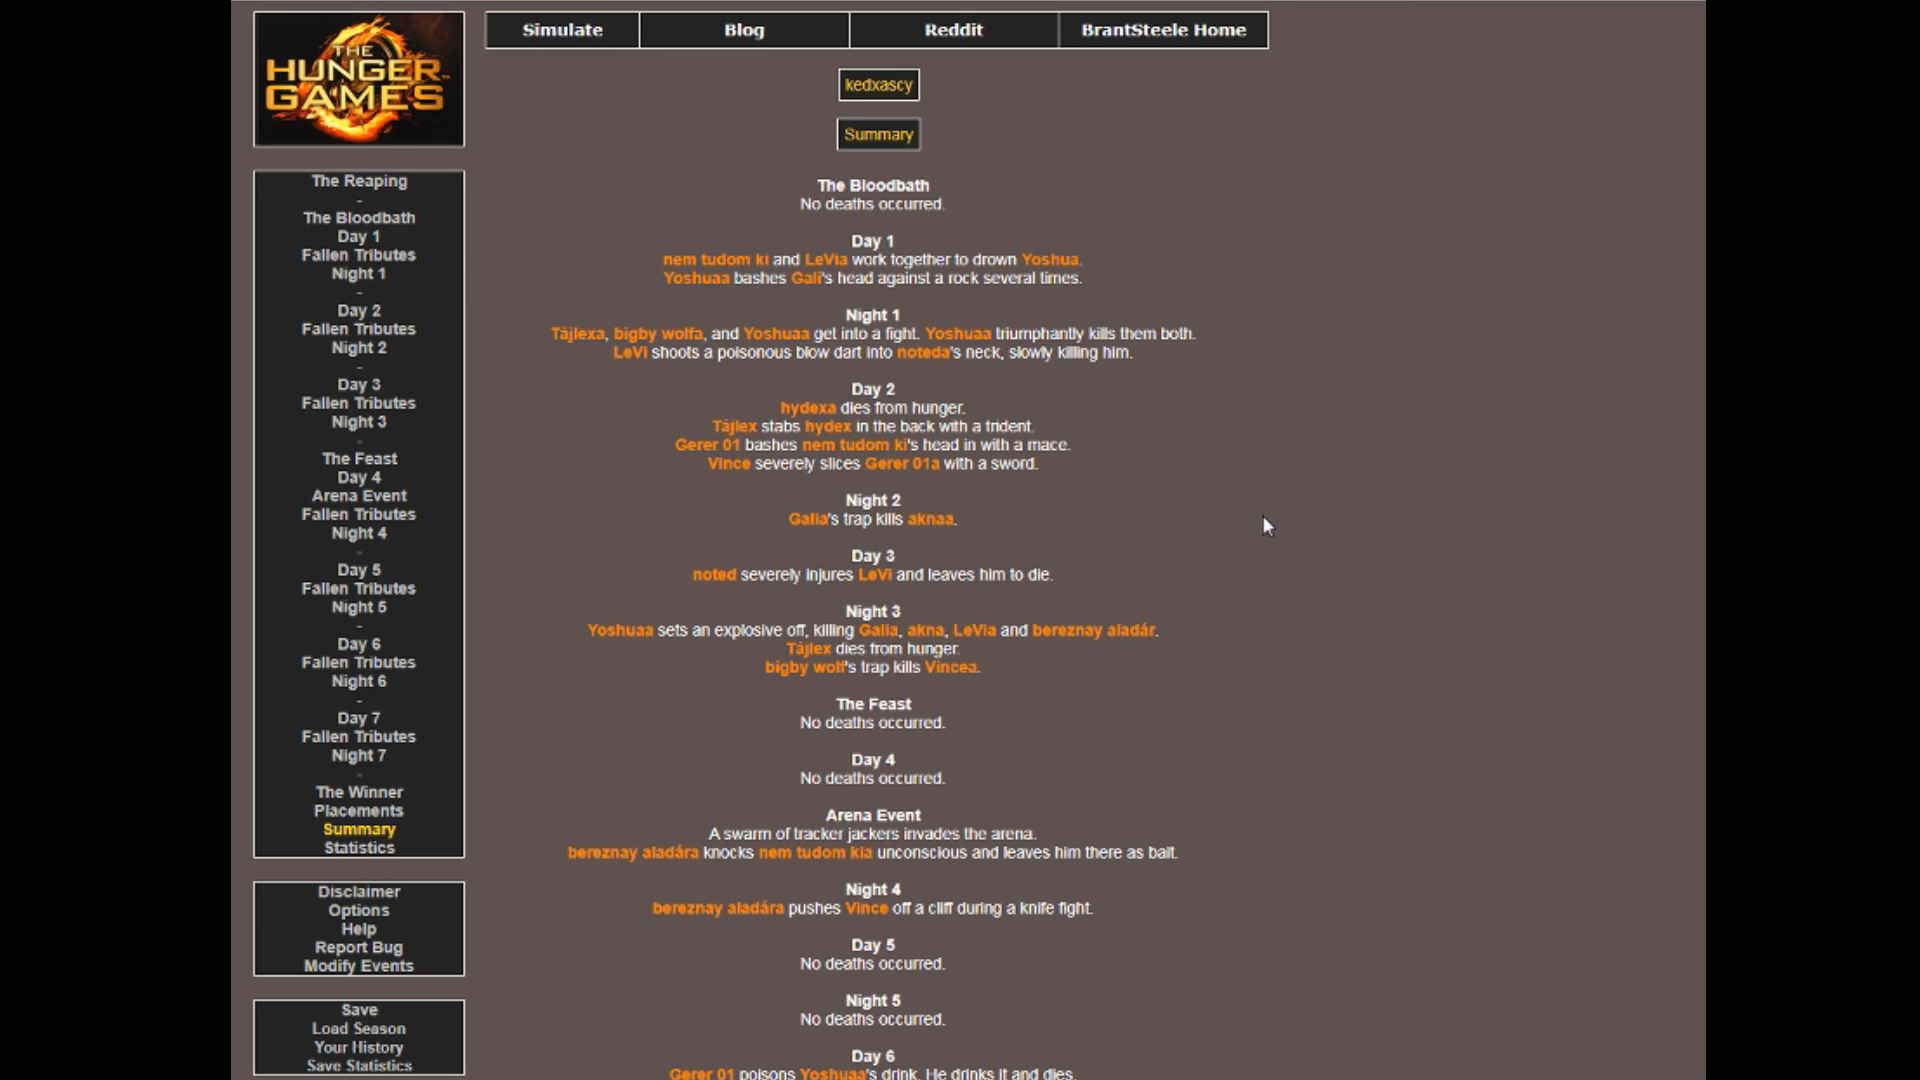 THE
HUNGER
GAMES
Simulate
Blog
Reddit
BrantSteele Home
kedxascy
Summary
The Reaping
-
The Bloodbath
Day 1
Fallen Tributes
Night 1
-
Day 2
Fallen Tributes
Night 2
-
Day 3
Fallen Tributes
Night 3
-
The Feast
Day 4
Arena Event
Fallen Tributes
Night 4
-
Day 5
Fallen Tributes
Night 5
-
Day 6
Fallen Tributes
Night 6
-
Day 7
Fallen Tributes
Night 7
-
The Winner
Placements
Summary
Statistics
Disclaimer
Options
Help
Report Bug
Modify Events
Save
Load Season
Your History
Save Statistics
The Bloodbath
No deaths occurred.
Day 1
nem tudom ki and LeVia work together to drown Yoshua.
Yoshuaa bashes Gali's head against a rock several times.
Night 1
Tájlexa, bigby wolfa, and Yoshuaa get into a fight. Yoshuaa triumphantly kills them both.
LeVi shoots a poisonous blow dart into noteda's neck, slowly killing him.
Day 2
hydexa dies from hunger.
Tájlex stabs hydex in the back with a trident.
Gerer 01 bashes nem tudom ki's head in with a mace.
Vince severely slices Gerer 01a with a sword.
Night 2
Galia's trap kills aknaa.
Day 3
noted severely injures LeVi and leaves him to die.
Night 3
Yoshuaa sets an explosive off, killing Galia, akna, LeVia and bereznay aladár.
Tájlex dies from hunger.
bigby wolf's trap kills Vincea.
The Feast
No deaths occurred.
Day 4
No deaths occurred.
Arena Event
A swarm of tracker jackers invades the arena.
bereznay aladára knocks nem tudom kia unconscious and leaves him there as bait.
Night 4
bereznay aladára pushes Vince off a cliff during a knife fight.
Day 5
No deaths occurred.
Night 5
No deaths occurred.
Day 6
Gerer 01 poisons Yoshuaa's drink. He drinks it and dies.